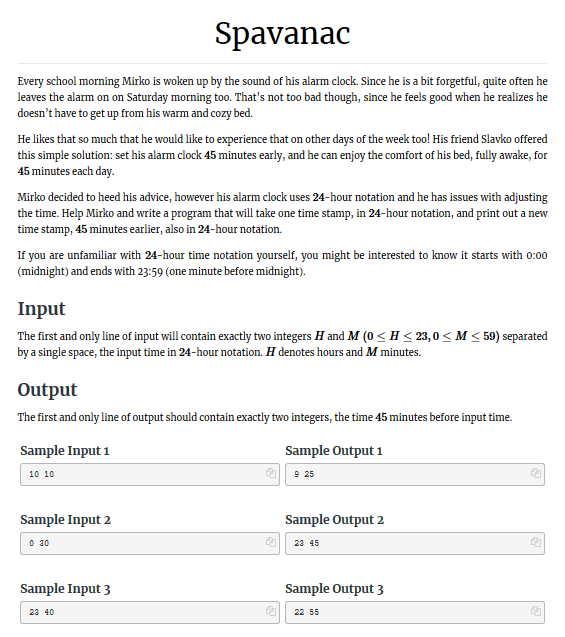 Spavanac
Every school morning Mirko is woken up by the sound of his alarm clock. Since he is a bit forgetful, quite often he
leaves the alarm on on Saturday morning too. That's not too bad though, since he feels good when he realizes he
doesn't have to get up from his warm and cozy bed.
He likes that so much that he would like to experience that on other days of the week too! His friend Slavko offered
this simple solution: set his alarm clock 45 minutes early, and he can enjoy the comfort of his bed, fully awake, for
45 minutes each day.
Mirko decided to heed his advice, however his alarm clock uses 24-hour notation and he has issues with adjusting
the time. Help Mirko and write a program that will take one time stamp, in 24-hour notation, and print out a new
time stamp, 45 minutes earlier, also in 24-hour notation.
If you are unfamiliar with 24-hour time notation yourself, you might be interested to know it starts with 0:00
(midnight) and ends with 23:59 (one minute before midnight).
Input
The first and only line of input will contain exactly two integers H and M (0 ≤ H ≤ 23, 0 ≤ M ≤ 59) separated
by a single space, the input time in 24-hour notation. H denotes hours and M minutes.
Output
The first and only line of output should contain exactly two integers, the time 45 minutes before input time.
Sample Input 1 Sample Output 1
10 10 9 25
Sample Input 2 Sample Output 2
0 30 23 45
Sample Input 3 Sample Output 3
23 40 22 55